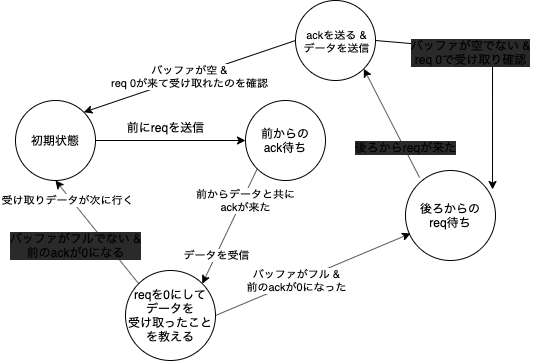 ackを送る &
データを送信
バッファが空でない &
req 0で受け取り確認
バッファが空 &
req 0が来て受け取れたのを確認
初期状態
前にreqを送信
前からの
ack待ち
後ろからreqが来た
受け取りデータが次に行く
前からデータと共に
ackが来た
後ろからの
req待ち
バッファがフルでない &
前のackが0になる
データを受信
バッファがフル &
前のackが0になった
reqを0にして
データを
受け取ったこと
を教える